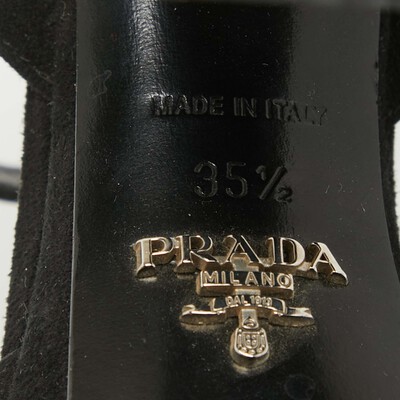 MADE IN ITALY
35½
PRADA
MILANO
DAL 1913